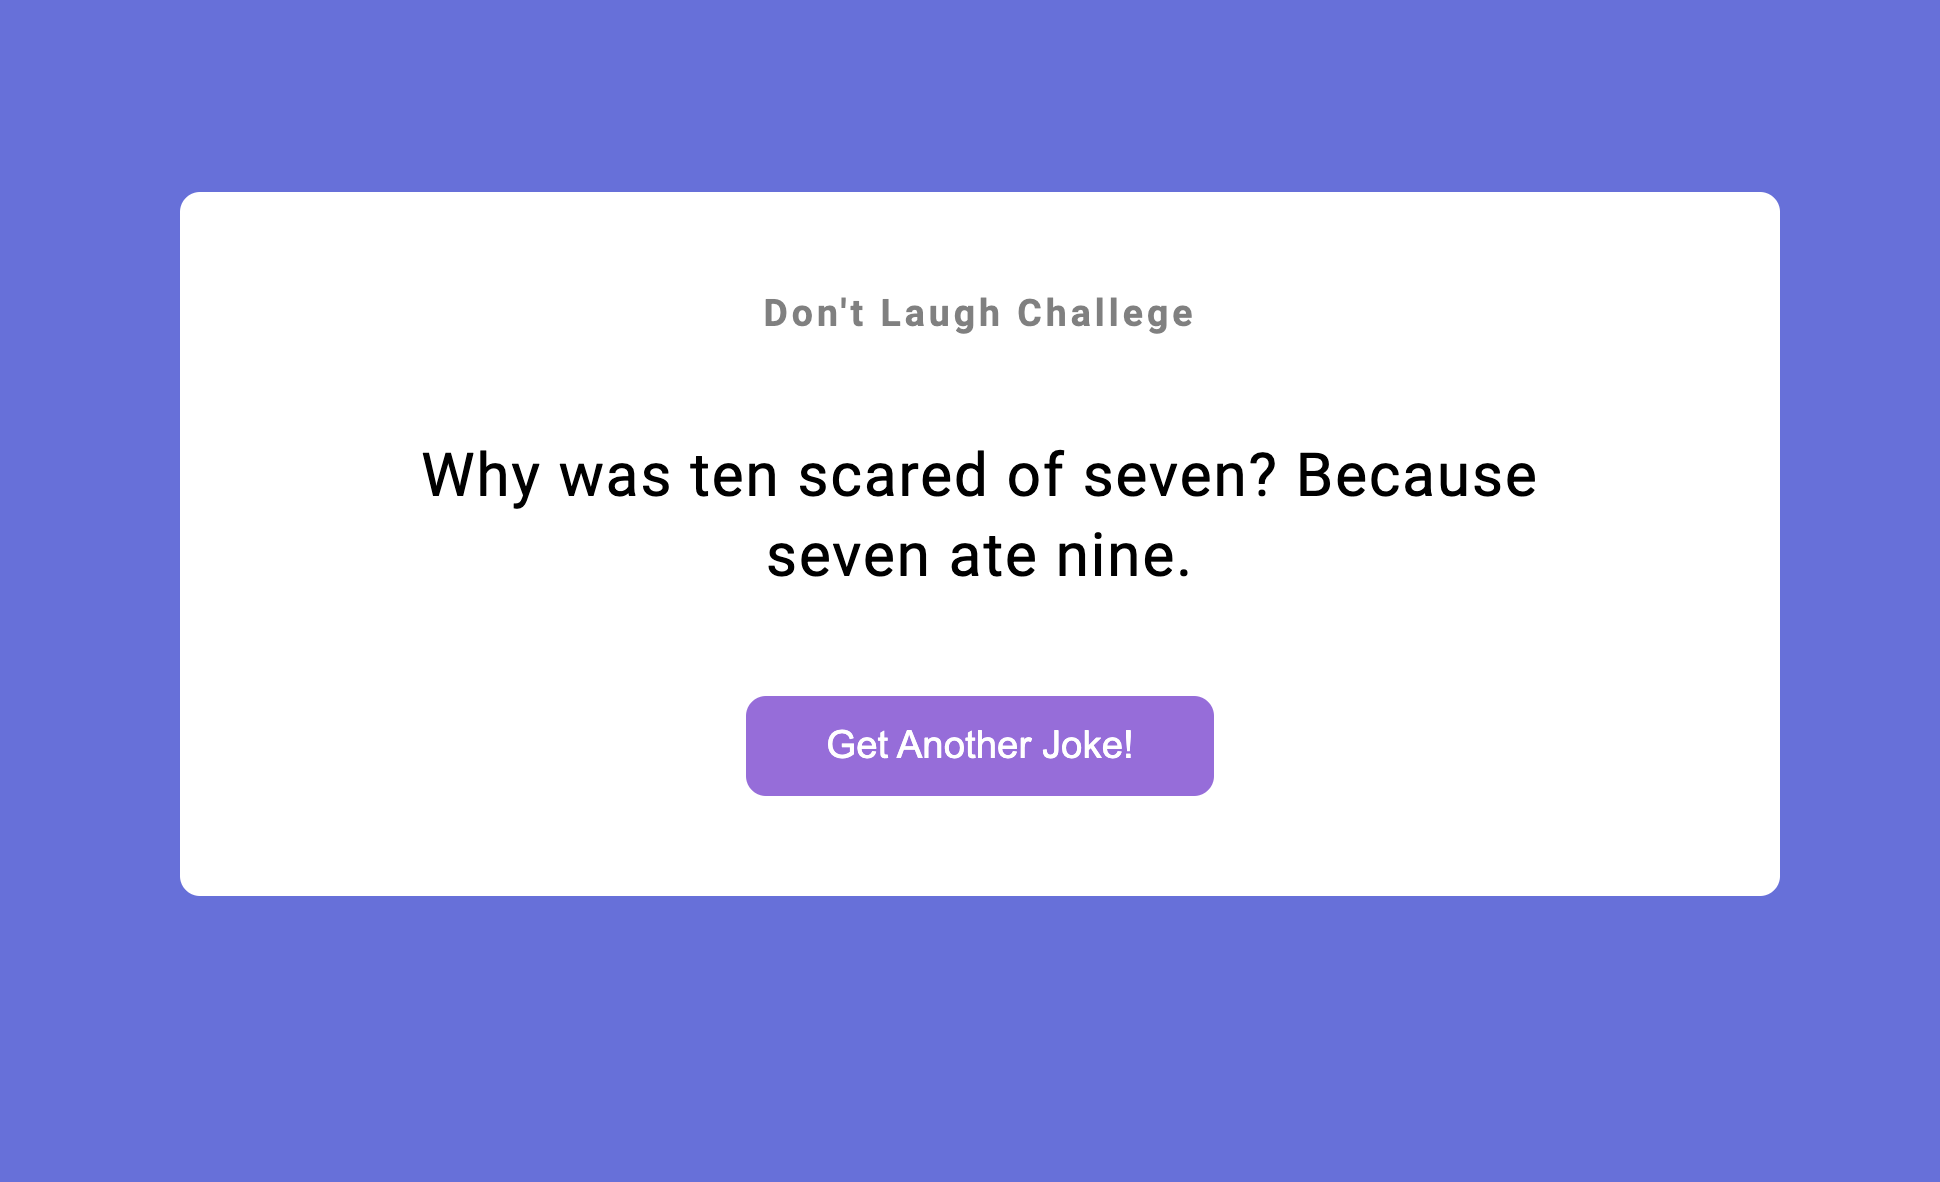 Don't Laugh Challege
Why was ten scared of seven? Because
seven ate nine.
Get Another Joke!